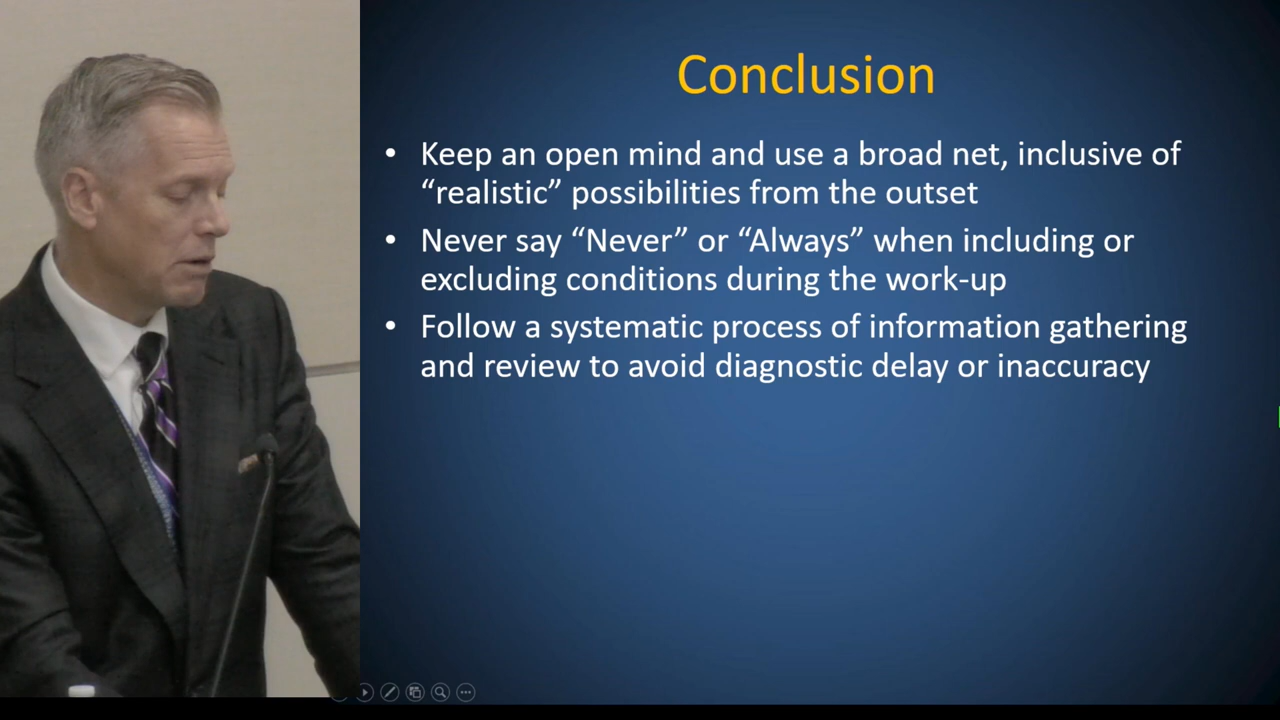 Conclusion
• Keep an open mind and use a broad net, inclusive of
“realistic” possibilities from the outset
• Never say “Never” or “Always” when including or
excluding conditions during the work-up
• Follow a systematic process of information gathering
and review to avoid diagnostic delay or inaccuracy